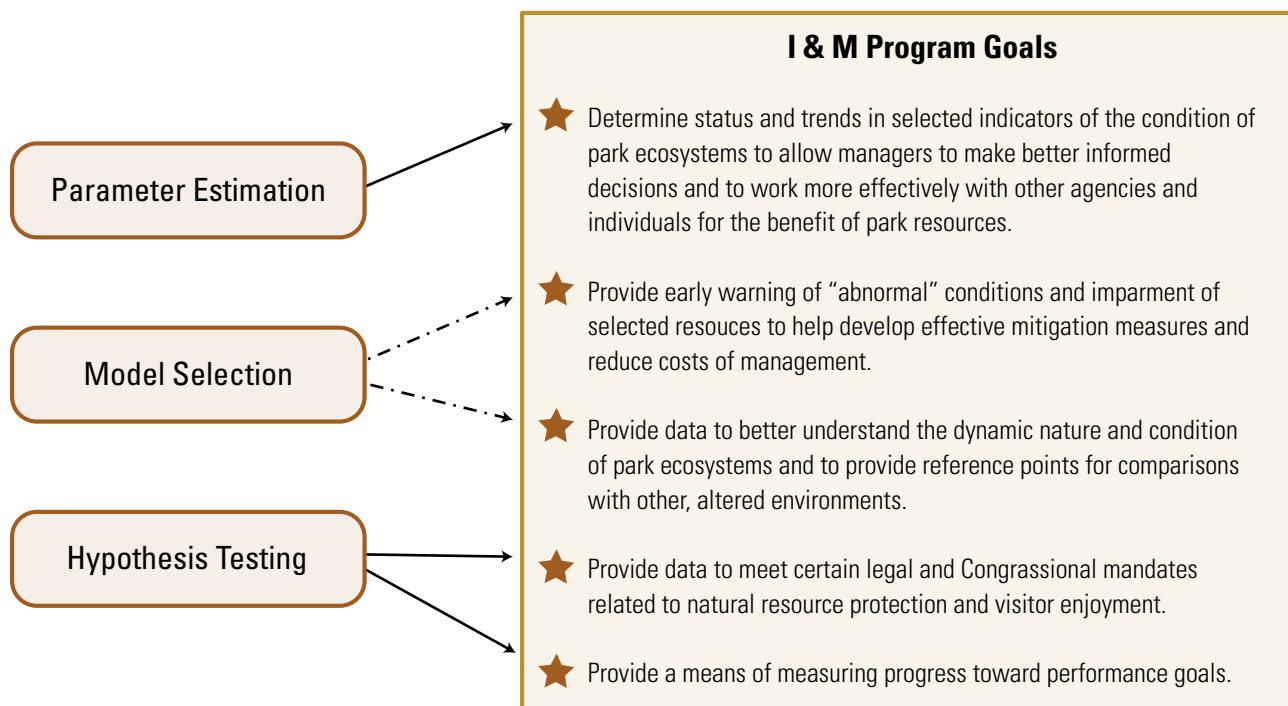 I & M Program Goals
Parameter Estimation
Model Selection
Hypothesis Testing
Determine status and trends in selected indicators of the condition of
park ecosystems to allow managers to make better informed
decisions and to work more effectively with other agencies and
individuals for the benefit of park resources.
Provide early warning of “abnormal” conditions and imparment of
selected resouces to help develop effective mitigation measures and
reduce costs of management.
Provide data to better understand the dynamic nature and condition
of park ecosystems and to provide reference points for comparisons
with other, altered environments.
Provide data to meet certain legal and Congrassional mandates
related to natural resource protection and visitor enjoyment.
Provide a means of measuring progress toward performance goals.